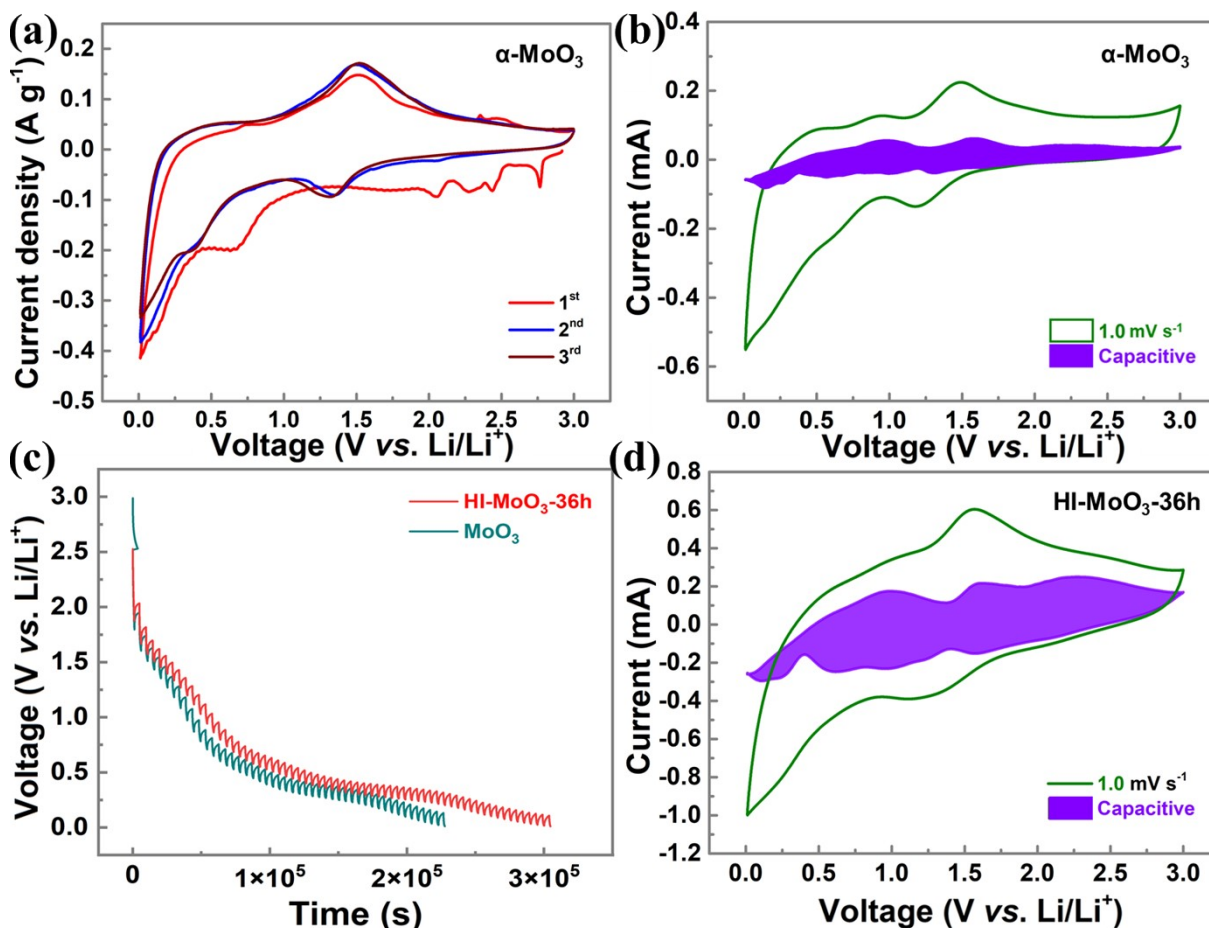 (a)
α-MoO₃
0.2
0.1
0.0
-0.1
-0.2
-0.3
-0.4
-0.5
Current density (A g⁻¹)
1ˢᵗ
2ⁿᵈ
3ʳᵈ
0.0 0.5 1.0 1.5 2.0 2.5 3.0
Voltage (V vs. Li/Li⁺)
(b)
α-MoO₃
0.4
0.2
0.0
-0.2
-0.4
-0.6
Current (mA)
1.0 mV s⁻¹
Capacitive
0.0 0.5 1.0 1.5 2.0 2.5 3.0
Voltage (V vs. Li/Li⁺)
(c)
3.0
2.5
2.0
1.5
1.0
0.5
0.0
Voltage (V vs. Li/Li⁺)
HI-MoO₃-36h
MoO₃
0 1×10⁵ 2×10⁵ 3×10⁵
Time (s)
(d)
HI-MoO₃-36h
0.8
0.6
0.4
0.2
0.0
-0.2
-0.4
-0.6
-0.8
-1.0
-1.2
Current (mA)
1.0 mV s⁻¹
Capacitive
0.0 0.5 1.0 1.5 2.0 2.5 3.0
Voltage (V vs. Li/Li⁺)